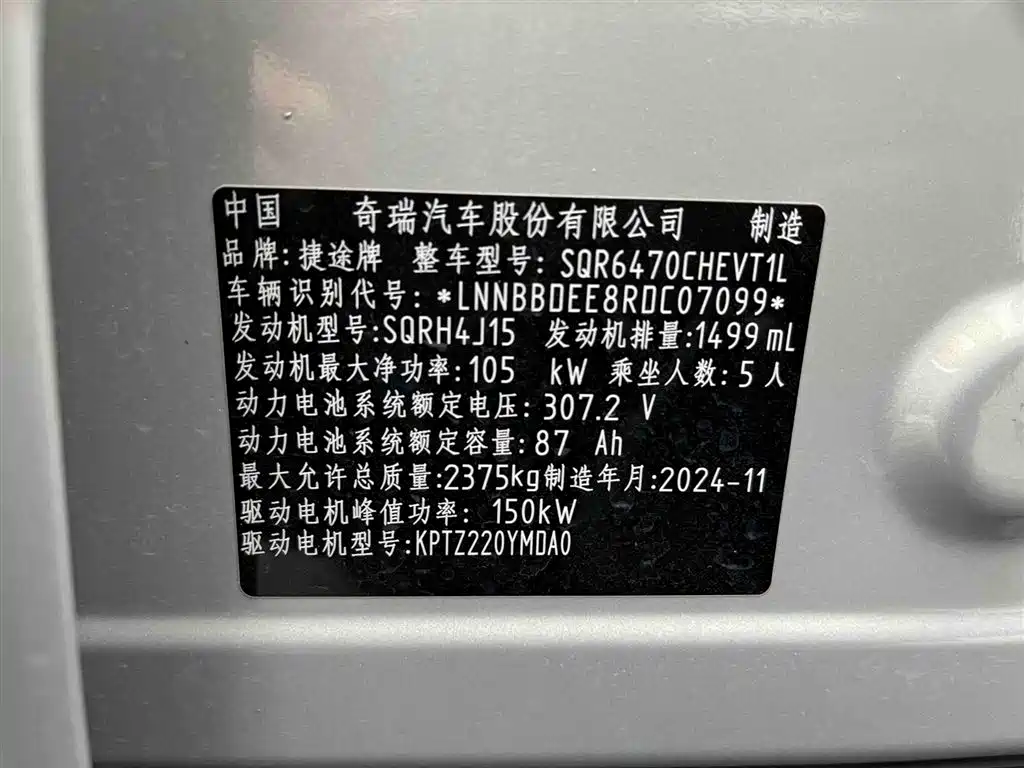 中国 奇瑞汽车股份有限公司 制造
品牌: 捷途牌 整车型号: SQR6470CHEVT1L
车辆识别代号: *LNNBBDEE8RDC07099*
发动机型号:SQRH4J15 发动机排量:1499 mL
发动机最大净功率:105 kW 乘坐人数:5 人
动力电池系统额定电压: 307.2 V
动力电池系统额定容量:87 Ah
最大允许总质量:2375kg制造年月:2024-11
驱动电机峰值功率: 150kW
驱动电机型号:KPTZ220YMDA0